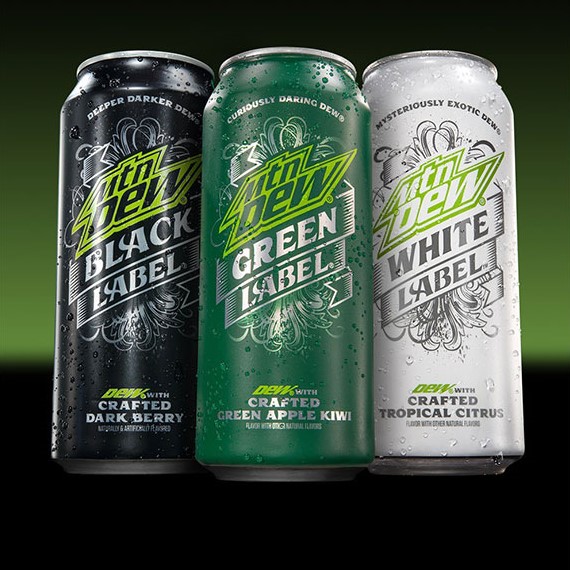 DEEPER DARKER DEW®
mtn
DEW®
BLACK
LABEL®
DEW® WITH
CRAFTED
DARK BERRY
NATURALLY & ARTIFICIALLY FLAVORED
CURIOUSLY DARING DEW®
mtn
DEW®
GREEN
LABEL®
DEW® WITH
CRAFTED
GREEN APPLE KIWI
FLAVOR WITH OTHER NATURAL FLAVORS
MYSTERIOUSLY EXOTIC DEW®
mtn
DEW®
WHITE
LABEL™
DEW® WITH
CRAFTED
TROPICAL CITRUS
FLAVOR WITH OTHER NATURAL FLAVORS